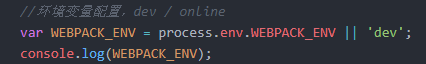 //环境变量配置，dev / online
var WEBPACK_ENV = process.env.WEBPACK_ENV || 'dev';
console.log(WEBPACK_ENV);